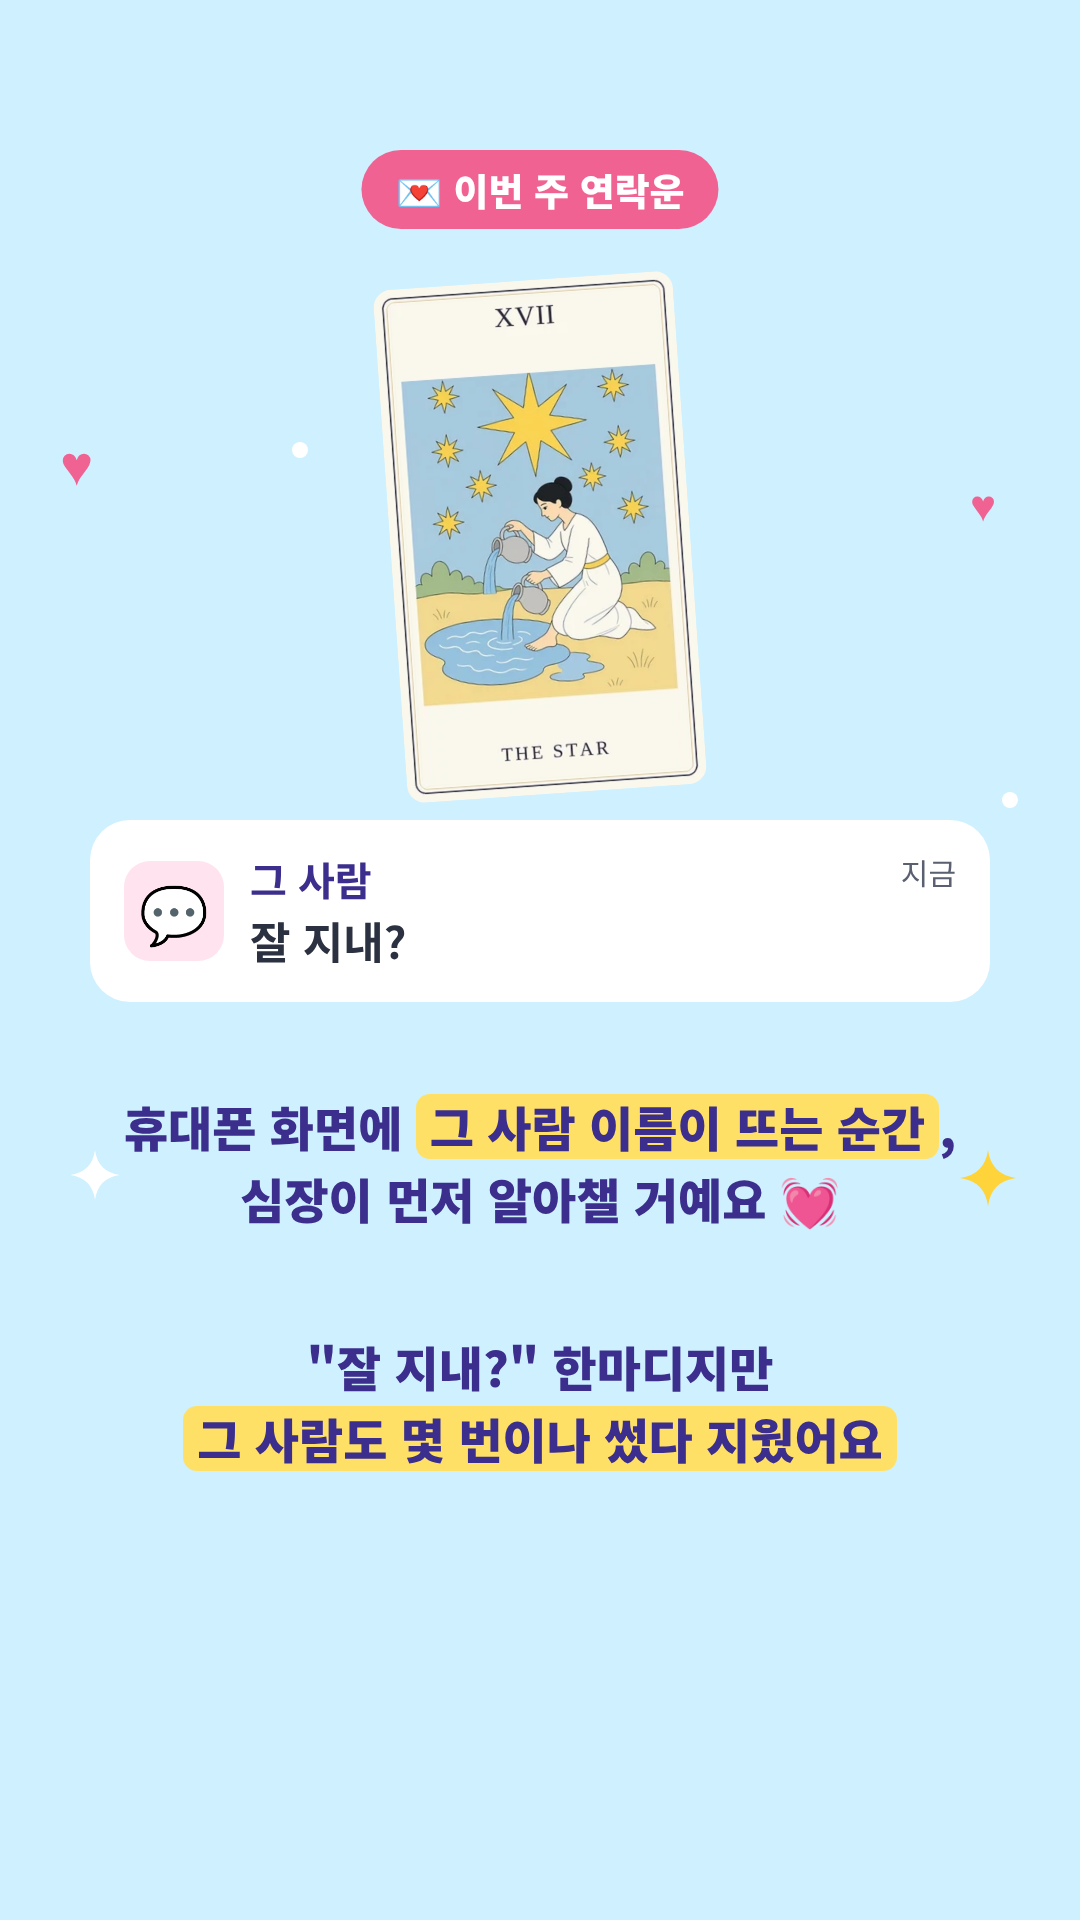 💌 이번 주 연락운
XVII
THE STAR
그 사람
지금
잘 지내?
휴대폰 화면에 그 사람 이름이 뜨는 순간,
심장이 먼저 알아챌 거예요 💓
"잘 지내?" 한마디지만
그 사람도 몇 번이나 썼다 지웠어요